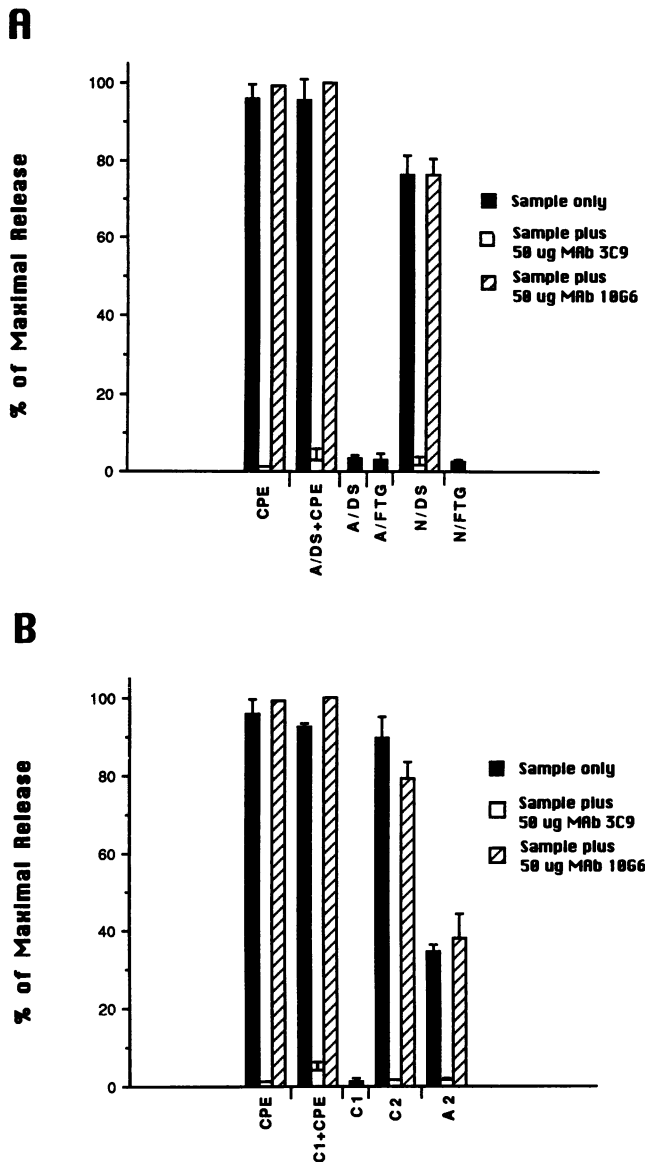 A
% of Maximal Release
100
80
60
40
20
0
CPE
A/DS+CPE
A/DS
A/FTG
N/DS
N/FTG
Sample only
Sample plus
50 ug MAb 3C9
Sample plus
50 ug MAb 10G6
B
% of Maximal Release
100
80
60
40
20
0
CPE
C1+CPE
C1
C2
A2
Sample only
Sample plus
50 ug MAb 3C9
Sample plus
50 ug MAb 10G6